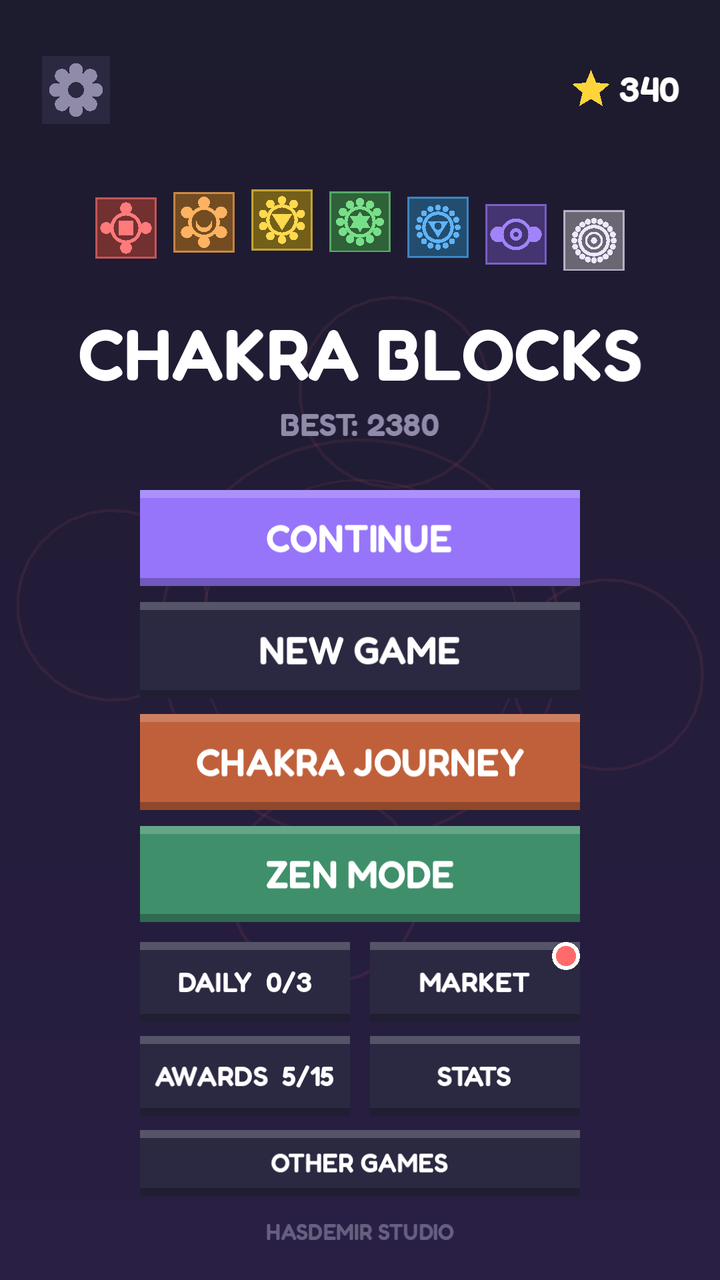 340
CHAKRA BLOCKS
BEST: 2380
CONTINUE
NEW GAME
CHAKRA JOURNEY
ZEN MODE
DAILY 0/3
MARKET
AWARDS 5/15
STATS
OTHER GAMES
HASDEMIR STUDIO